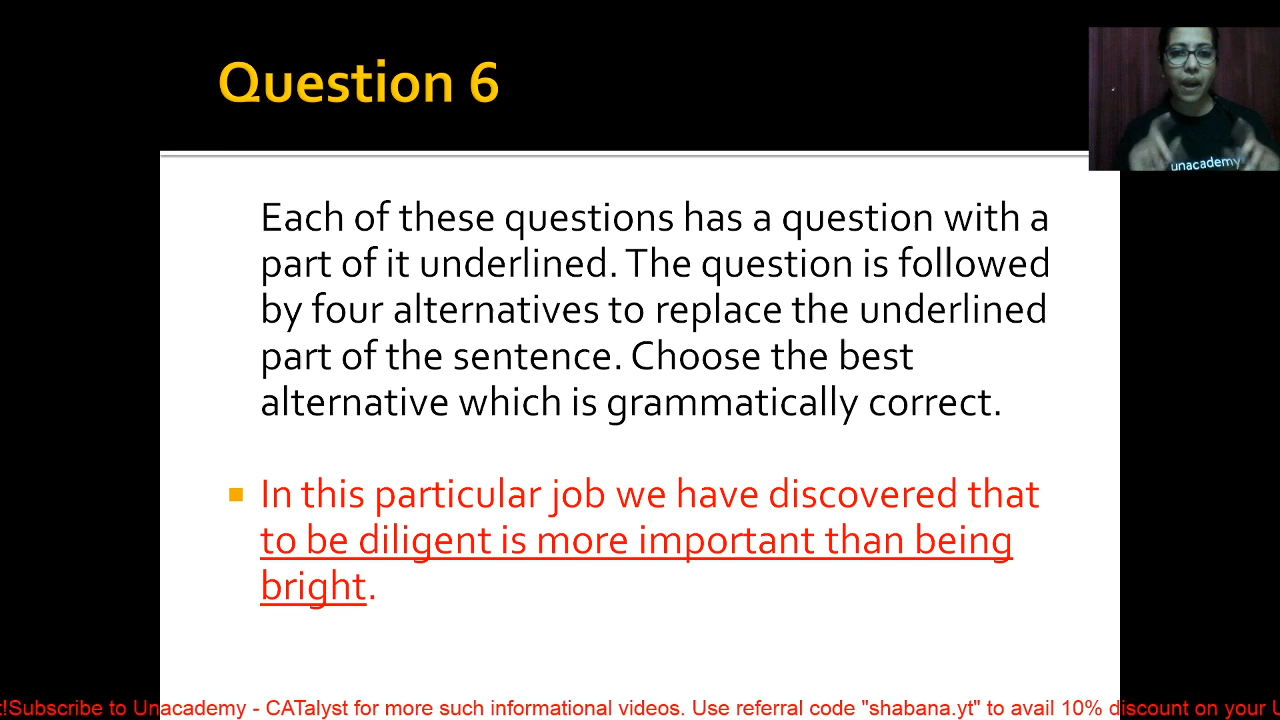 Question 6
unacademy
Each of these questions has a question with a
part of it underlined. The question is followed
by four alternatives to replace the underlined
part of the sentence. Choose the best
alternative which is grammatically correct.
In this particular job we have discovered that
to be diligent is more important than being
bright.
!Subscribe to Unacademy - CATalyst for more such informational videos. Use referral code "shabana.yt" to avail 10% discount on your